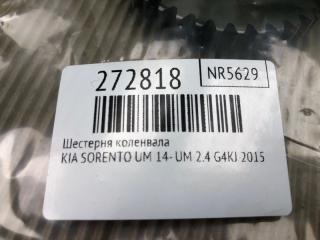 272818
NR5629
Шестерня коленвала
KIA SORENTO UM 14- UM 2.4 G4KJ 2015